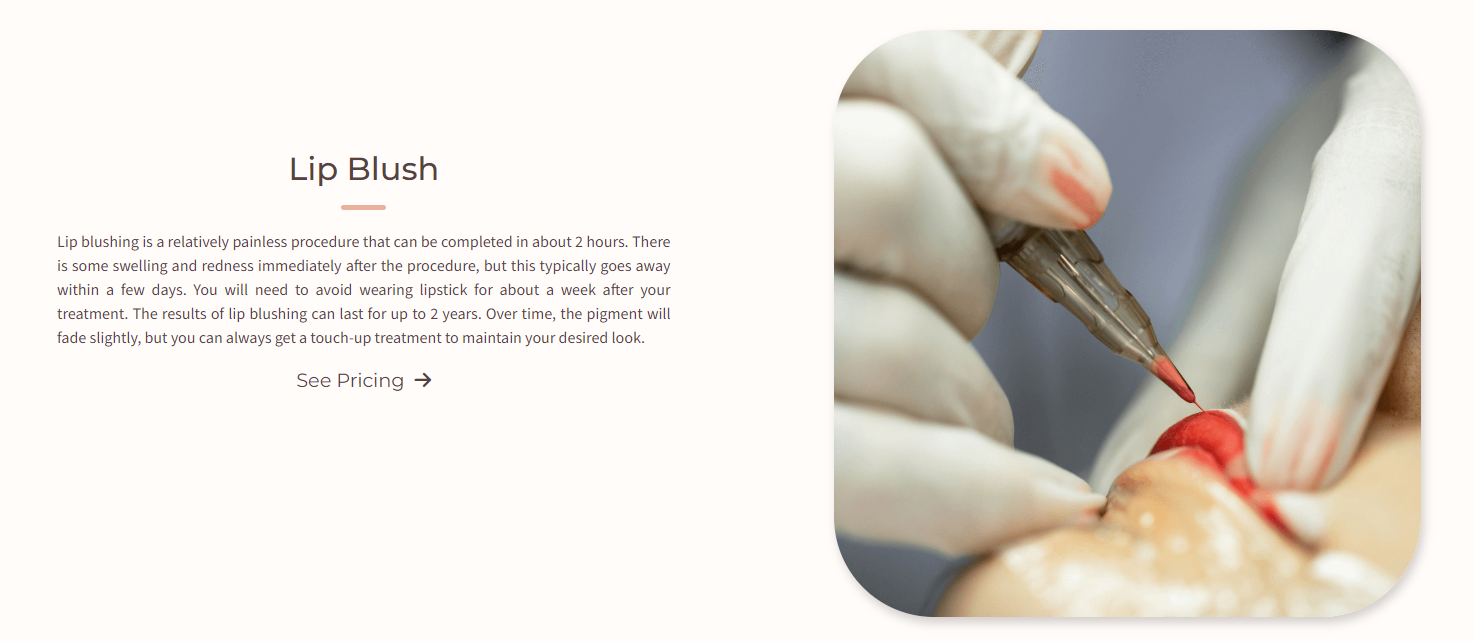 Lip Blush
Lip blushing is a relatively painless procedure that can be completed in about 2 hours. There
is some swelling and redness immediately after the procedure, but this typically goes away
within a few days. You will need to avoid wearing lipstick for about a week after your
treatment. The results of lip blushing can last for up to 2 years. Over time, the pigment will
fade slightly, but you can always get a touch-up treatment to maintain your desired look.
See Pricing →